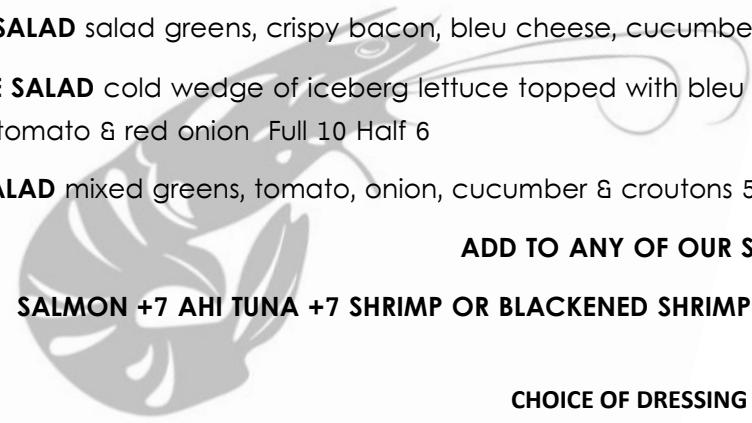 SALAD salad greens, crispy bacon, bleu cheese, cucumbe
SALAD cold wedge of iceberg lettuce topped with bleu
tomato & red onion Full 10 Half 6
ALAD mixed greens, tomato, onion, cucumber & croutons 5
ADD TO ANY OF OUR S
SALMON +7 AHI TUNA +7 SHRIMP OR BLACKENED SHRIMP
CHOICE OF DRESSING